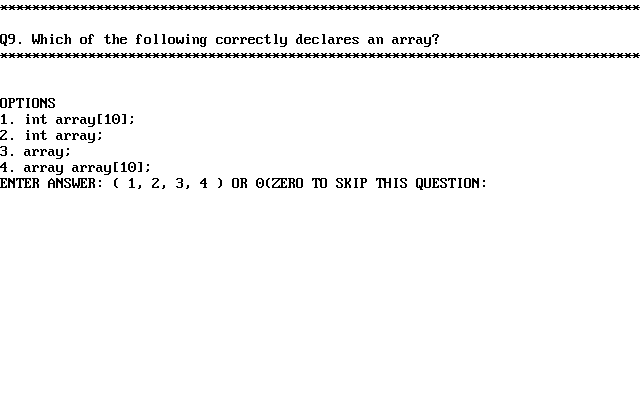 ********************************************************************************
Q9. Which of the following correctly declares an array?
********************************************************************************
OPTIONS
1. int array[10];
2. int array;
3. array;
4. array array[10];
ENTER ANSWER: ( 1, 2, 3, 4 ) OR 0(ZERO TO SKIP THIS QUESTION: